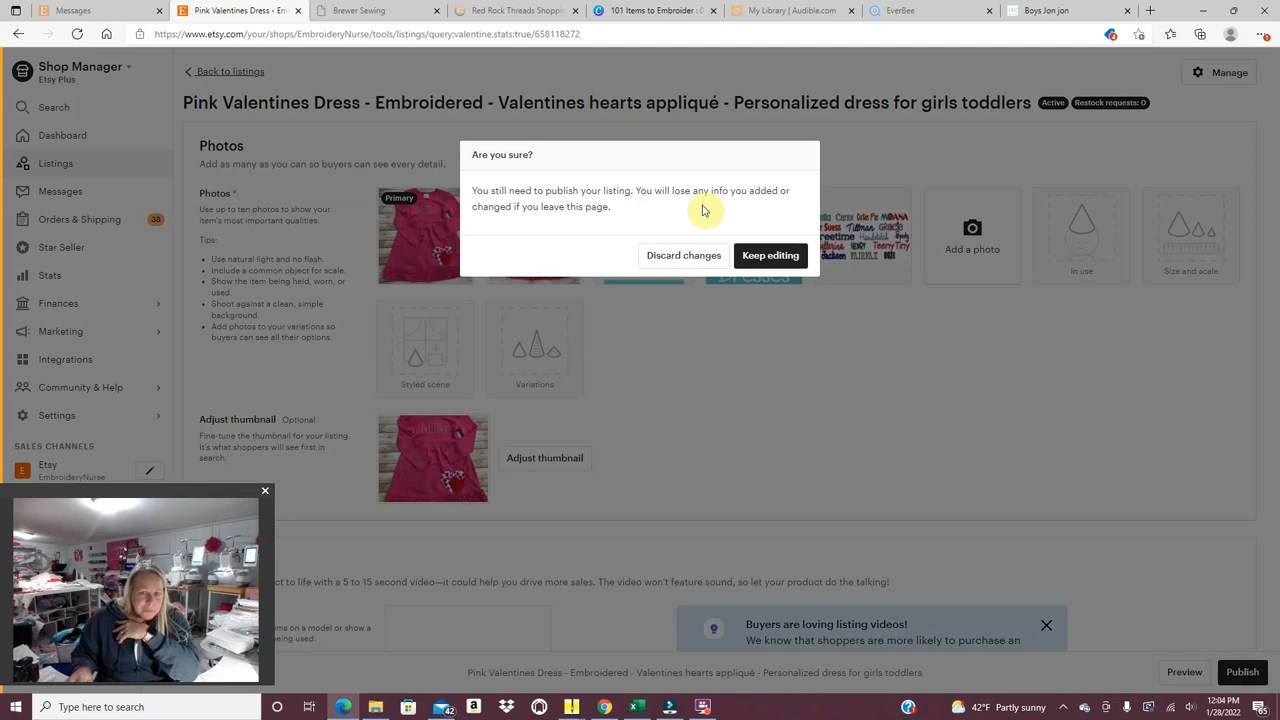 Messages
Pink Valentines Dress - Em
Brewer Sewing
Red Rock Threads Shoppin
101 Items to Embroider :
My Library | Audible.com
EverBee
Boys Jon jon
https://www.etsy.com/your/shops/EmbroideryNurse/tools/listings/query:valentine,stats:true/658118272
Shop Manager
Etsy Plus
Search
Dashboard
Listings
Messages
Orders & Shipping 38
Star Seller
Stats
Finances
Marketing
Integrations
Community & Help
Settings
SALES CHANNELS
Etsy
EmbroideryNurse
Back to listings
Manage
Pink Valentines Dress - Embroidered - Valentines hearts appliqué - Personalized dress for girls toddlers
Active
Restock requests: 0
Photos
Add as many as you can so buyers can see every detail.
Photos *
Use up to ten photos to show your
item's most important qualities.
Tips:
• Use natural light and no flash.
• Include a common object for scale.
• Show the item being held, worn, or
used.
• Shoot against a clean, simple
background.
• Add photos to your variations so
buyers can see all their options.
Primary
Are you sure?
You still need to publish your listing. You will lose any info you added or
changed if you leave this page.
Discard changes
Keep editing
Add a photo
In use
Size and scale
Styled scene
Variations
Adjust thumbnail Optional
Fine-tune the thumbnail for your listing.
It's what shoppers will see first in
search.
Adjust thumbnail
ct to life with a 5 to 15 second video—it could help you drive more sales. The video won't feature sound, so let your product do the talking!
ems on a model or show a
being used.
Buyers are loving listing videos!
We know that shoppers are more likely to purchase an
Pink Valentines Dress - Embroidered - Valentines hearts appliqué - Personalized dress for girls toddlers
Preview
Publish
Type here to search
42
42°F Partly sunny
12:04 PM
1/28/2022
65